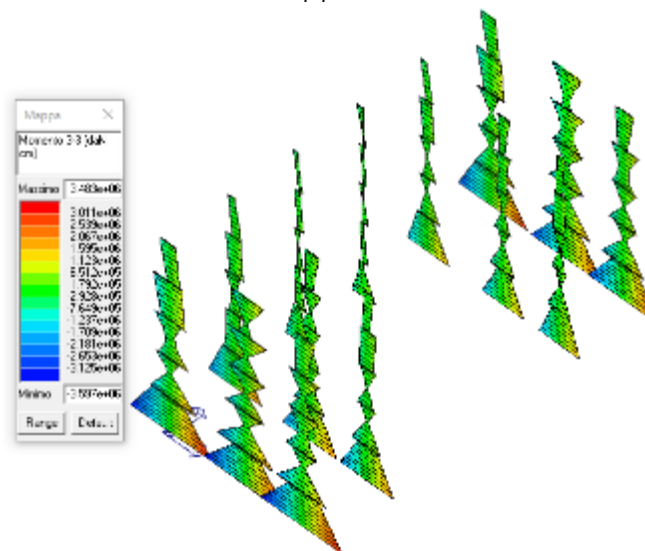 Mappa
Momento 3-3 [daN
cm]
Massimo 3.483e+06
3.011e+06
2.539e+06
2.067e+06
1.595e+06
1.123e+06
6.512e+05
1.792e+05
-2.928e+05
-7.649e+05
-1.237e+06
-1.709e+06
-2.181e+06
-2.653e+06
-3.125e+06
Minimo -3.597e+06
Range Default